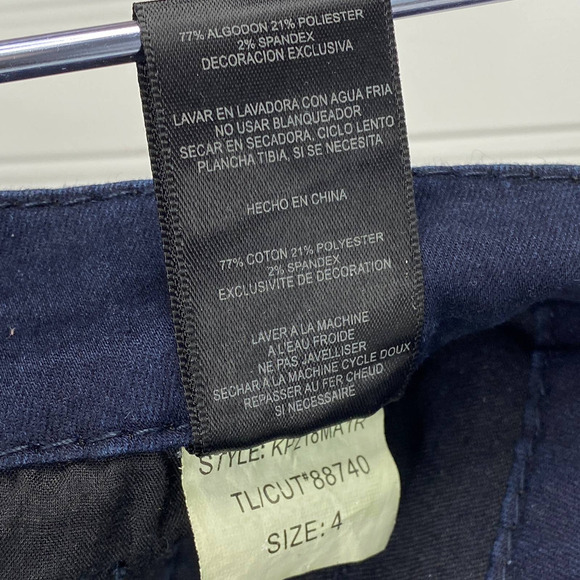 77% ALGODON 21% POLIESTER
2% SPANDEX
DECORACION EXCLUSIVA
LAVAR EN LAVADORA CON AGUA FRIA
NO USAR BLANQUEADOR
SECAR EN SECADORA, CICLO LENTO
PLANCHA TIBIA, SI SE NECESITA
HECHO EN CHINA
77% COTON 21% POLYESTER
2% SPANDEX
EXCLUSIVITE DE DECORATION
LAVER A LA MACHINE
A L'EAU FROIDE
NE PAS JAVELLISER
SECHAR A LA MACHINE CYCLE DOUX
REPASSER AU FER CHEUD
SI NECESSAIRE
STYLE: KP218MA1R
TL/CUT#88740
SIZE: 4